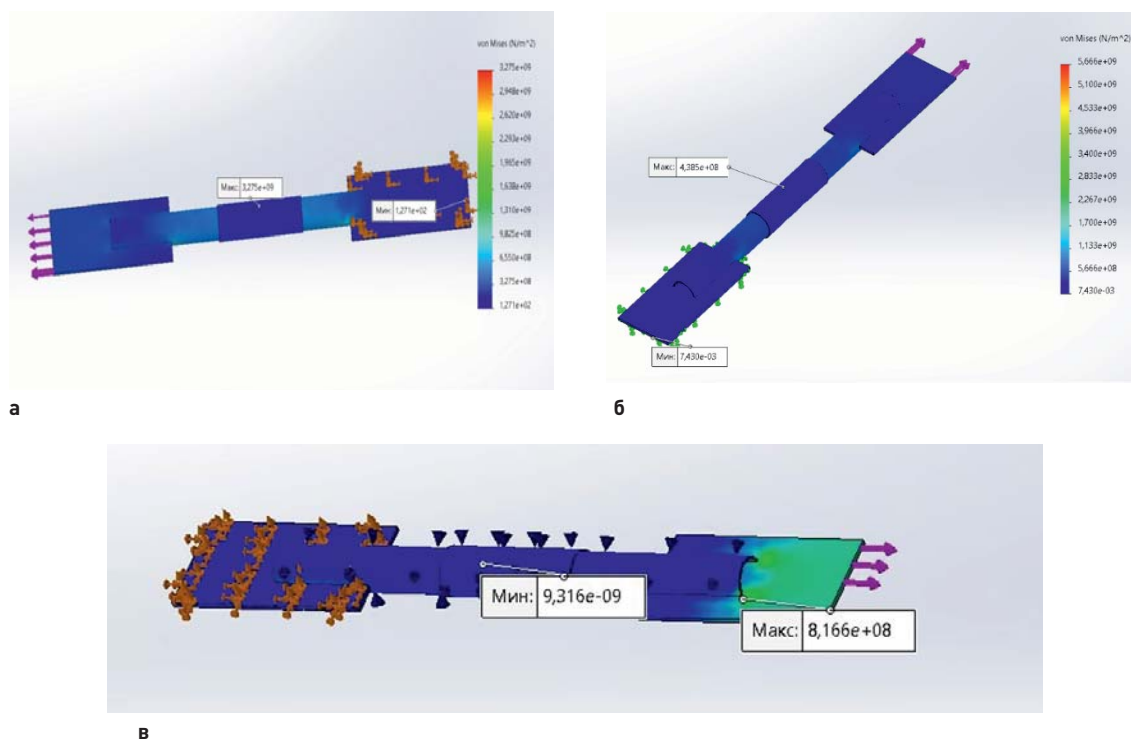 von Mises (N/m^2)
3,275e+09
2,948e+09
2,620e+09
2,293e+09
1,965e+09
1,638e+09
1,310e+09
9,825e+08
6,550e+08
3,275e+08
1,271e+02
Макс: 3,275e+09
Мин: 1,271e+02
а
von Mises (N/m^2)
5,666e+09
5,100e+09
4,533e+09
3,966e+09
3,400e+09
2,833e+09
2,267e+09
1,700e+09
1,133e+09
5,666e+08
7,430e-03
Макс: 4,385e+08
Мин: 7,430e-03
б
Мин: 9,316e-09
Макс: 8,166e+08
в